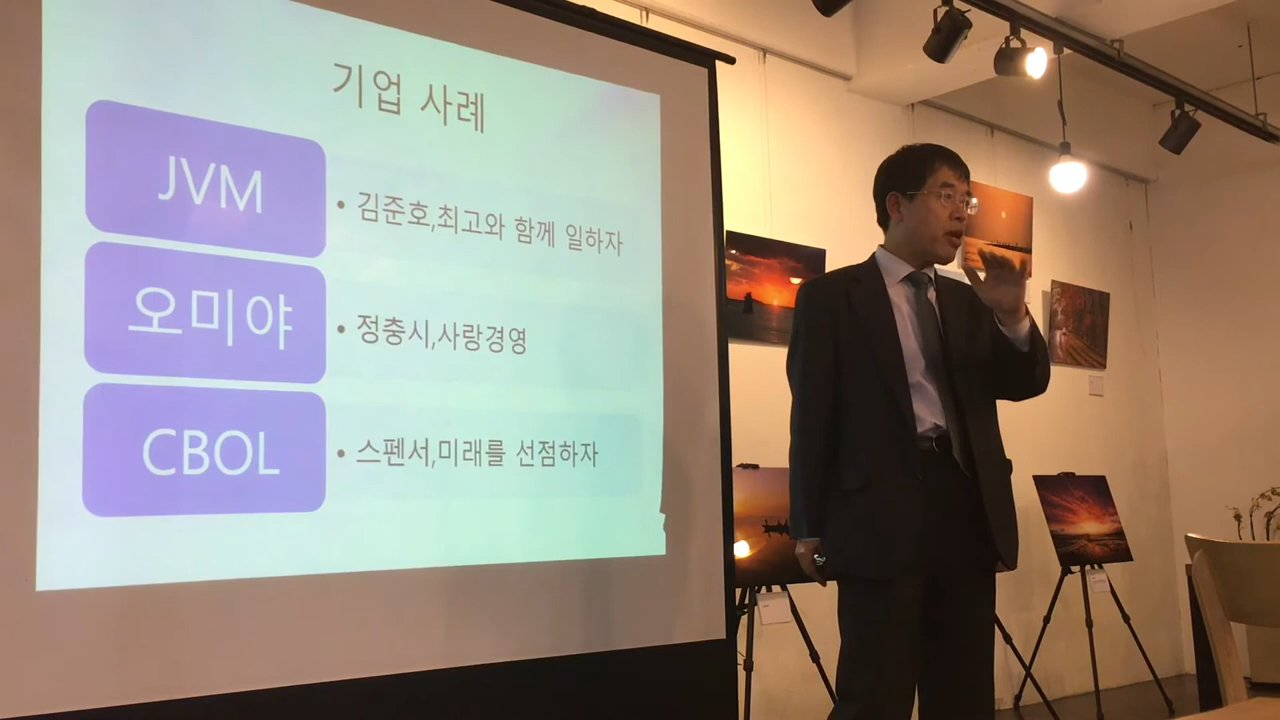 기업 사례
JVM
• 김준호,최고와 함께 일하자
오미야
• 정충시,사랑경영
CBOL
• 스펜서,미래를 선점하자